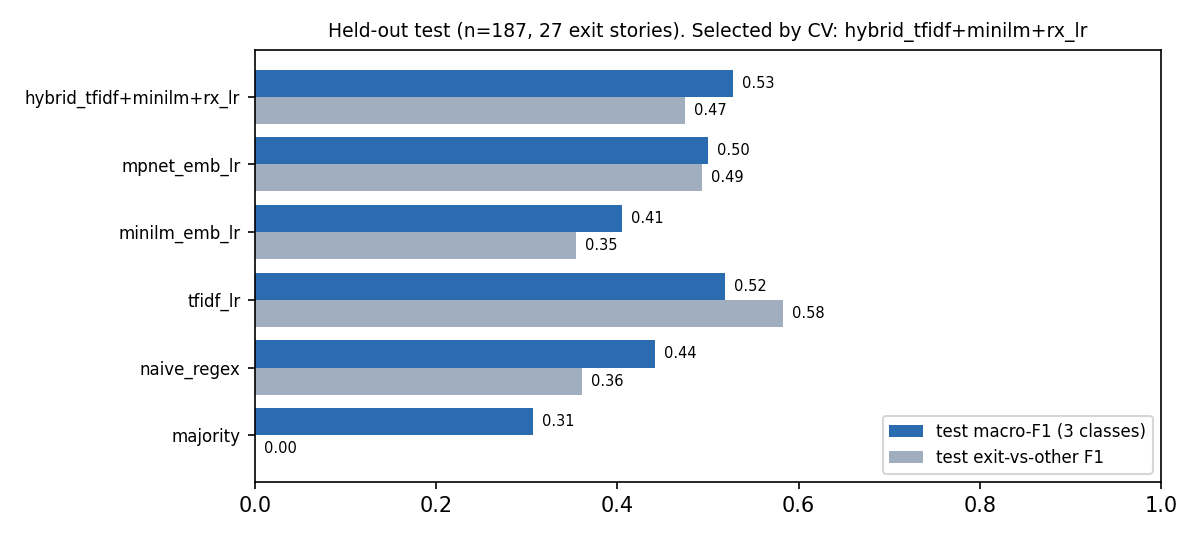 Held-out test (n=187, 27 exit stories). Selected by CV: hybrid_tfidf+minilm+rx_lr
hybrid_tfidf+minilm+rx_lr
0.53
0.47
mpnet_emb_lr
0.50
0.49
minilm_emb_lr
0.41
0.35
tfidf_lr
0.52
0.58
naive_regex
0.44
0.36
majority
0.31
0.00
test macro-F1 (3 classes)
test exit-vs-other F1
0.0 0.2 0.4 0.6 0.8 1.0